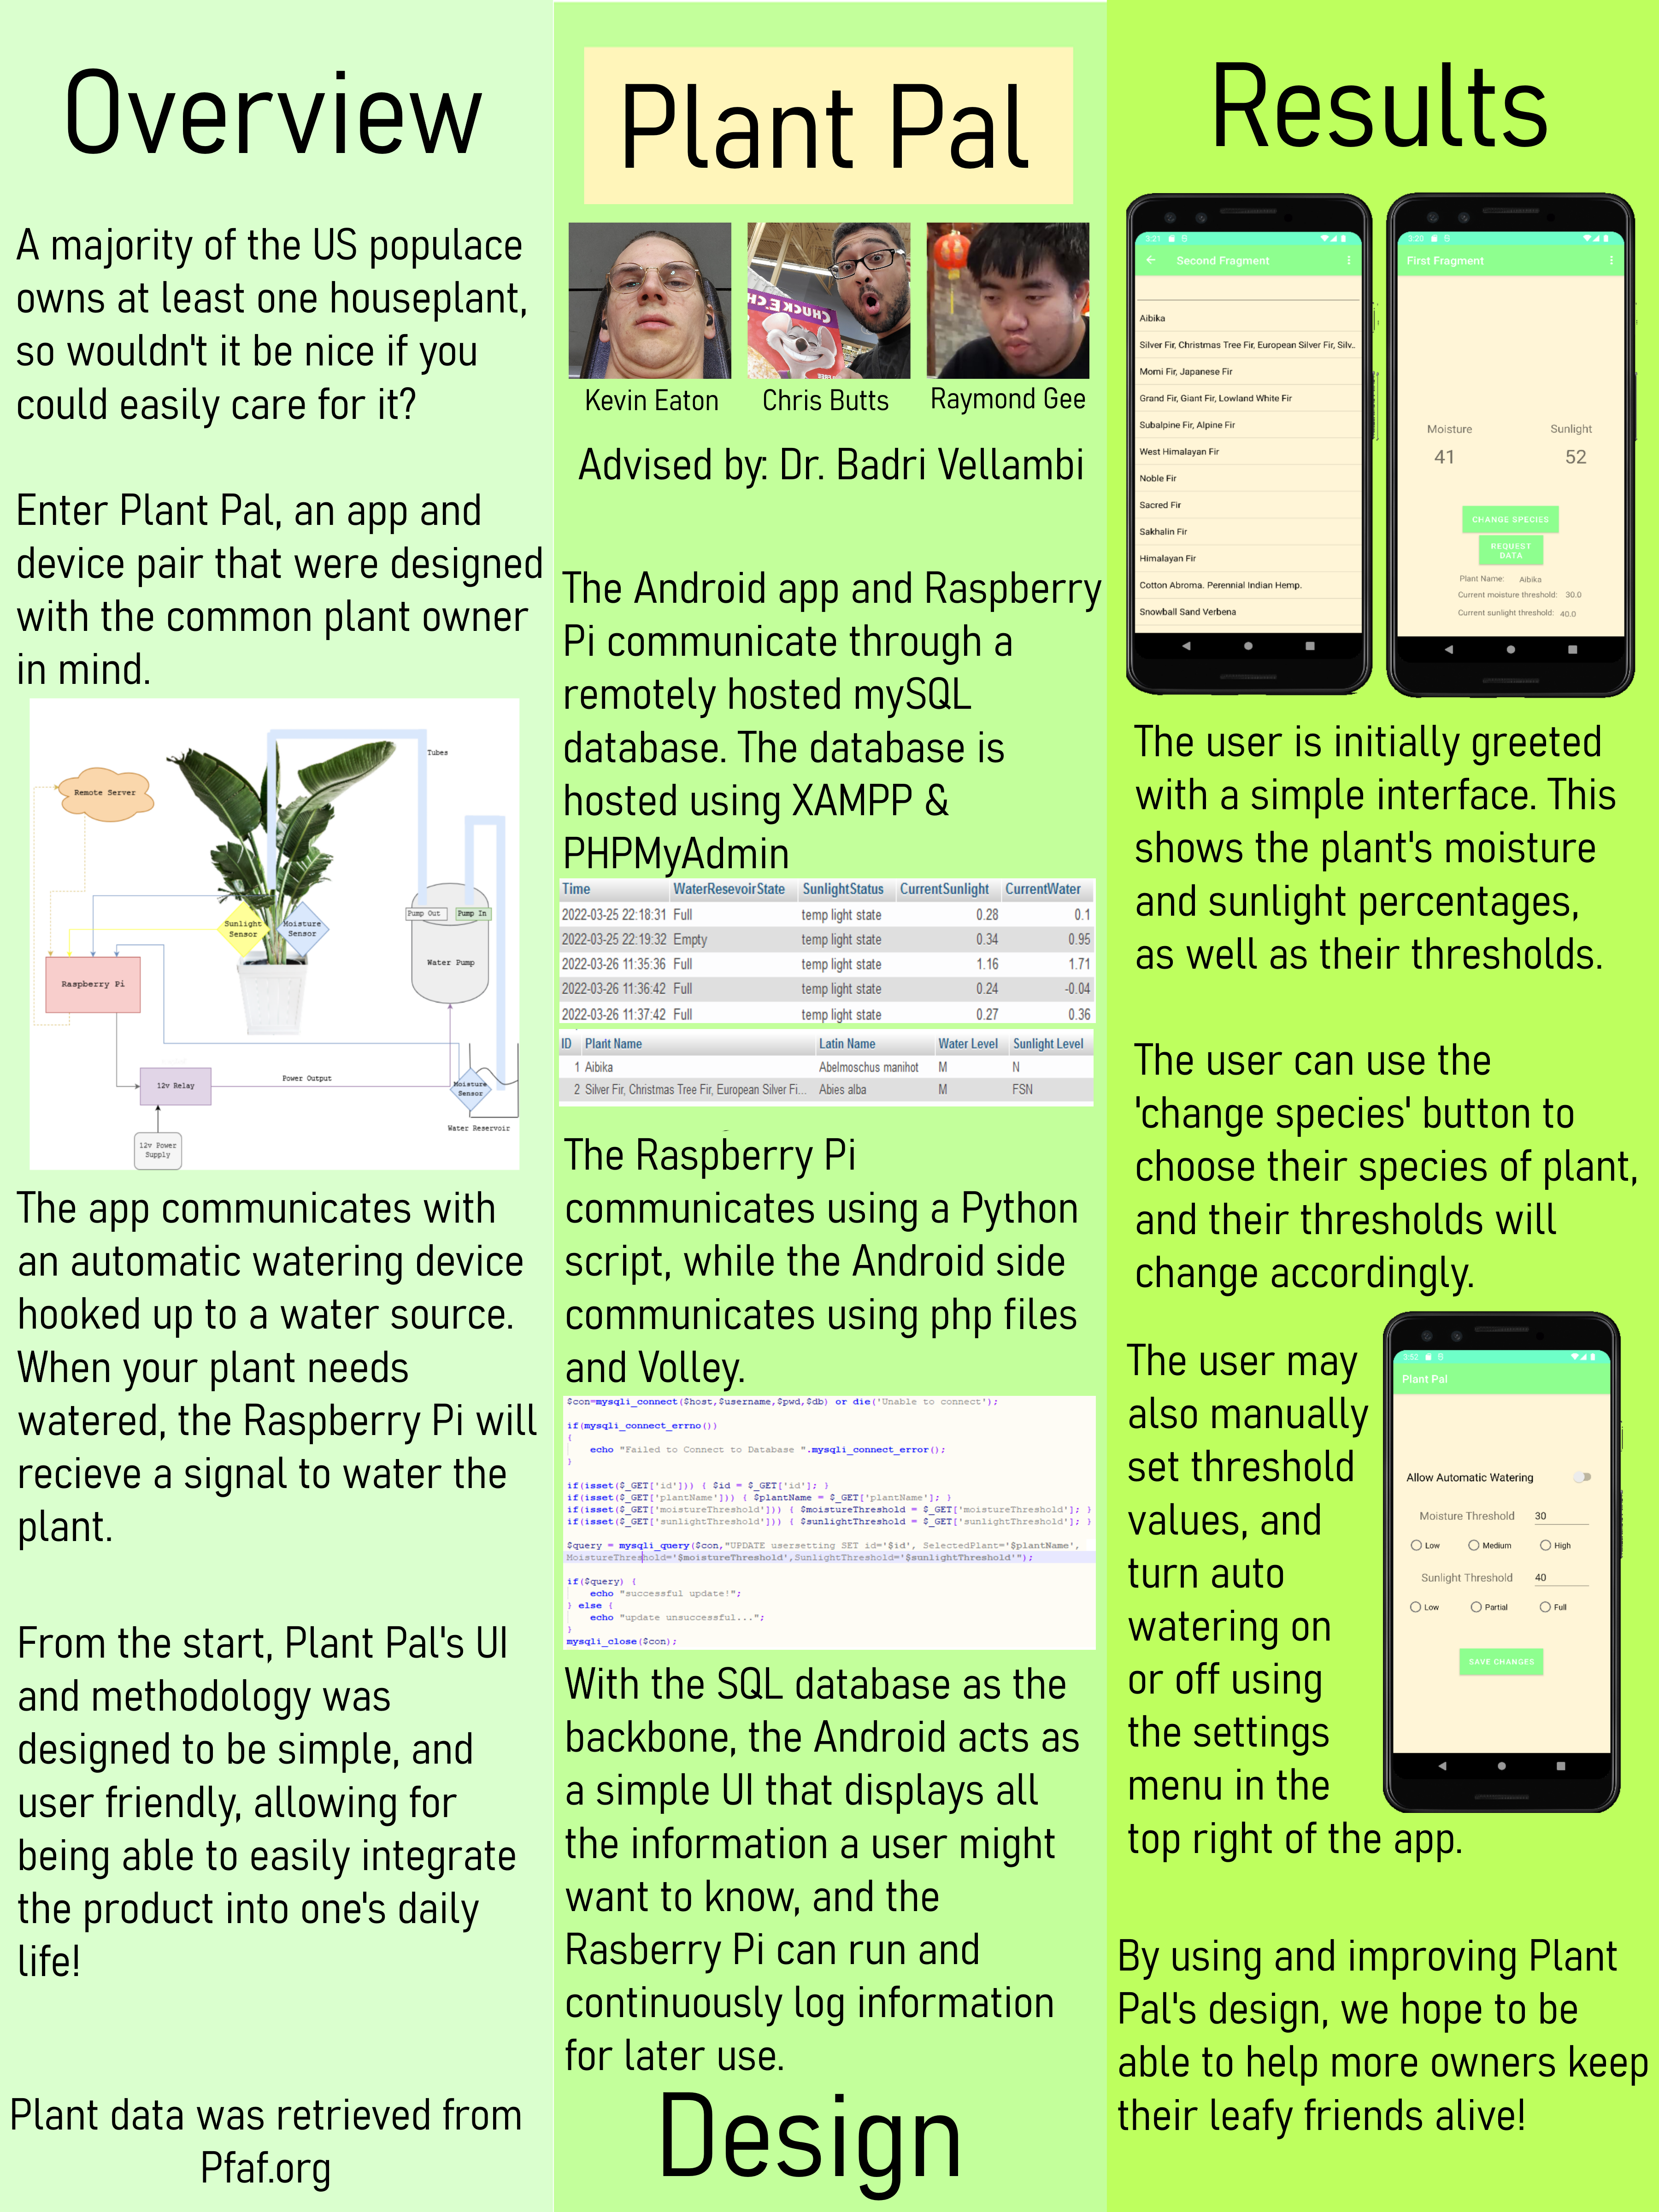 Overview
A majority of the US populace
owns at least one houseplant,
so wouldn't it be nice if you
could easily care for it?
Enter Plant Pal, an app and
device pair that were designed
with the common plant owner
in mind.
Tubes
Remote Server
Pump Out
Pump In
Sunlight
Sensor
Moisture
Sensor
Water Pump
Raspberry Pi
12v Relay
Power Output
Moisture
Sensor
Water Reservoir
12v Power
Supply
The app communicates with
an automatic watering device
hooked up to a water source.
When your plant needs
watered, the Raspberry Pi will
recieve a signal to water the
plant.
From the start, Plant Pal's UI
and methodology was
designed to be simple, and
user friendly, allowing for
being able to easily integrate
the product into one's daily
life!
Plant data was retrieved from
Pfaf.org
Plant Pal
CHUCK E CH
Kevin Eaton Chris Butts Raymond Gee
Advised by: Dr. Badri Vellambi
The Android app and Raspberry
Pi communicate through a
remotely hosted mySQL
database. The database is
hosted using XAMPP &
PHPMyAdmin
Time WaterResevoirState SunlightStatus CurrentSunlight CurrentWater
2022-03-25 22:18:31 Full temp light state 0.28 0.1
2022-03-25 22:19:32 Empty temp light state 0.34 0.95
2022-03-26 11:35:36 Full temp light state 1.16 1.71
2022-03-26 11:36:42 Full temp light state 0.24 -0.04
2022-03-26 11:37:42 Full temp light state 0.27 0.36
ID Plant Name Latin Name Water Level Sunlight Level
1 Aibika Abelmoschus manihot M N
2 Silver Fir, Christmas Tree Fir, European Silver Fi... Abies alba M FSN
The Raspberry Pi
communicates using a Python
script, while the Android side
communicates using php files
and Volley.
$con=mysqli_connect($host,$username,$pwd,$db) or die('Unable to connect');
if(mysqli_connect_errno())
{
echo "Failed to Connect to Database ".mysqli_connect_error();
}
if(isset($_GET['id'])) { $id = $_GET['id']; }
if(isset($_GET['plantName'])) { $plantName = $_GET['plantName']; }
if(isset($_GET['moistureThreshold'])) { $moistureThreshold = $_GET['moistureThreshold']; }
if(isset($_GET['sunlightThreshold'])) { $sunlightThreshold = $_GET['sunlightThreshold']; }
$query = mysqli_query($con,"UPDATE usersetting SET id='$id', SelectedPlant='$plantName',
MoistureThreshold='$moistureThreshold',SunlightThreshold='$sunlightThreshold'");
if($query) {
echo "successful update!";
} else {
echo "update unsuccessful...";
}
mysqli_close($con);
With the SQL database as the
backbone, the Android acts as
a simple UI that displays all
the information a user might
want to know, and the
Rasberry Pi can run and
continuously log information
for later use.
Design
Results
3:21
Second Fragment
Aibika
Silver Fir, Christmas Tree Fir, European Silver Fir, Silv..
Momi Fir, Japanese Fir
Grand Fir, Giant Fir, Lowland White Fir
Subalpine Fir, Alpine Fir
West Himalayan Fir
Noble Fir
Sacred Fir
Sakhalin Fir
Himalayan Fir
Cotton Abroma. Perennial Indian Hemp.
Snowball Sand Verbena
3:20
First Fragment
Moisture Sunlight
41 52
CHANGE SPECIES
REQUEST
DATA
Plant Name: Aibika
Current moisture threshold: 30.0
Current sunlight threshold: 40.0
The user is initially greeted
with a simple interface. This
shows the plant's moisture
and sunlight percentages,
as well as their thresholds.
The user can use the
'change species' button to
choose their species of plant,
and their thresholds will
change accordingly.
The user may
also manually
set threshold
values, and
turn auto
watering on
or off using
the settings
menu in the
top right of the app.
3:52
Plant Pal
Allow Automatic Watering
Moisture Threshold 30
Low Medium High
Sunlight Threshold 40
Low Partial Full
SAVE CHANGES
By using and improving Plant
Pal's design, we hope to be
able to help more owners keep
their leafy friends alive!